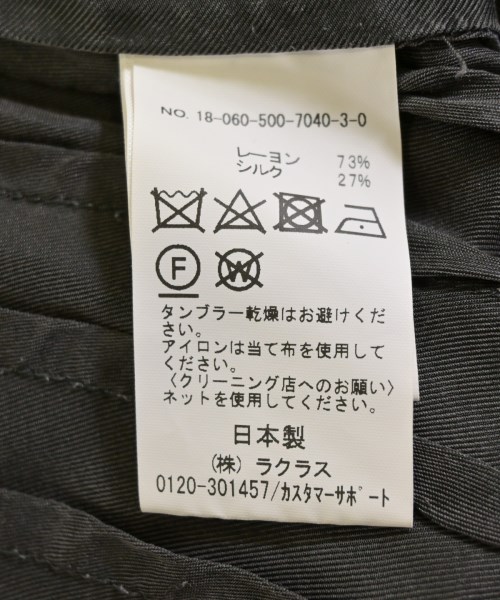 NO. 18-060-500-7040-3-0
レーヨン 73%
シルク 27%
F W
タンブラー乾燥はお避けくだ
さい。
アイロンは当て布を使用して
ください。
〈クリーニング店へのお願い〉
ネットを使用してください。
日本製
(株) ラクラス
0120-301457/カスタマーサポート